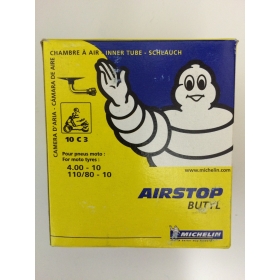 CHAMBRE À AIR - INNER TUBE - SCHLAUCH
CAMERA D'ARIA - CÁMARA DE AIRE
10 C 3
Pour pneus moto :
For moto tyres :
4.00 - 10
110/80 - 10
www.michelin.com
AIRSTOP
BUTYL
MICHELIN